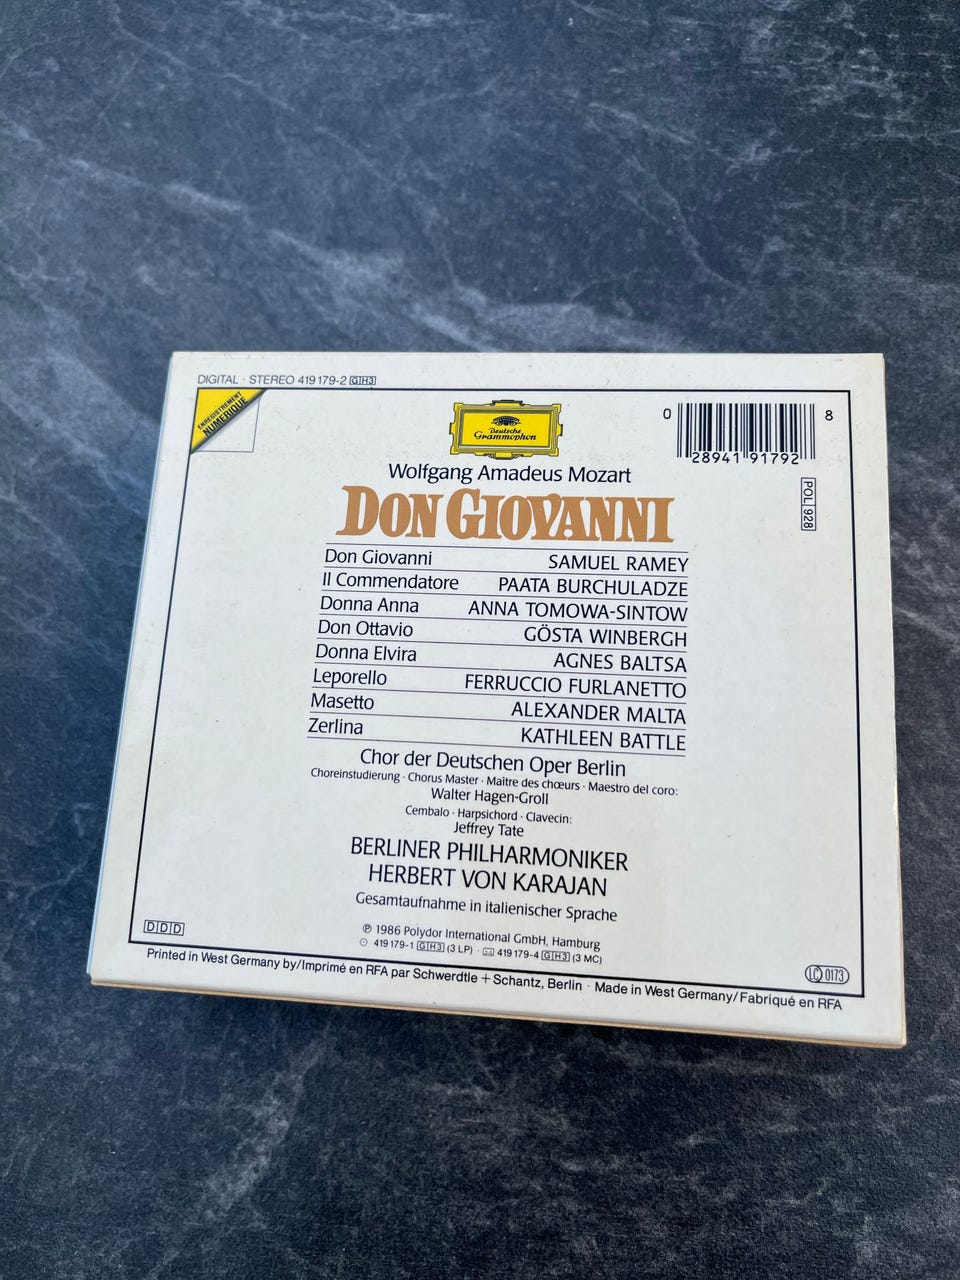 DIGITAL · STEREO 419 179-2 GH3
ENREGISTREMENT
NUMÉRIQUE
Deutsche
Grammophon
0 28941 91792 8
POL 928
Wolfgang Amadeus Mozart
DON GIOVANNI
Don Giovanni SAMUEL RAMEY
Il Commendatore PAATA BURCHULADZE
Donna Anna ANNA TOMOWA-SINTOW
Don Ottavio GÖSTA WINBERGH
Donna Elvira AGNES BALTSA
Leporello FERRUCCIO FURLANETTO
Masetto ALEXANDER MALTA
Zerlina KATHLEEN BATTLE
Chor der Deutschen Oper Berlin
Choreinstudierung · Chorus Master · Maître des chœurs · Maestro del coro:
Walter Hagen-Groll
Cembalo · Harpsichord · Clavecin:
Jeffrey Tate
BERLINER PHILHARMONIKER
HERBERT VON KARAJAN
Gesamtaufnahme in italienischer Sprache
℗ 1986 Polydor International GmbH, Hamburg
419 179-1 GH3 (3 LP) · 419 179-4 GH3 (3 MC)
DDD
LC 0173
Printed in West Germany by/Imprimé en RFA par Schwerdtle + Schantz, Berlin · Made in West Germany/Fabriqué en RFA